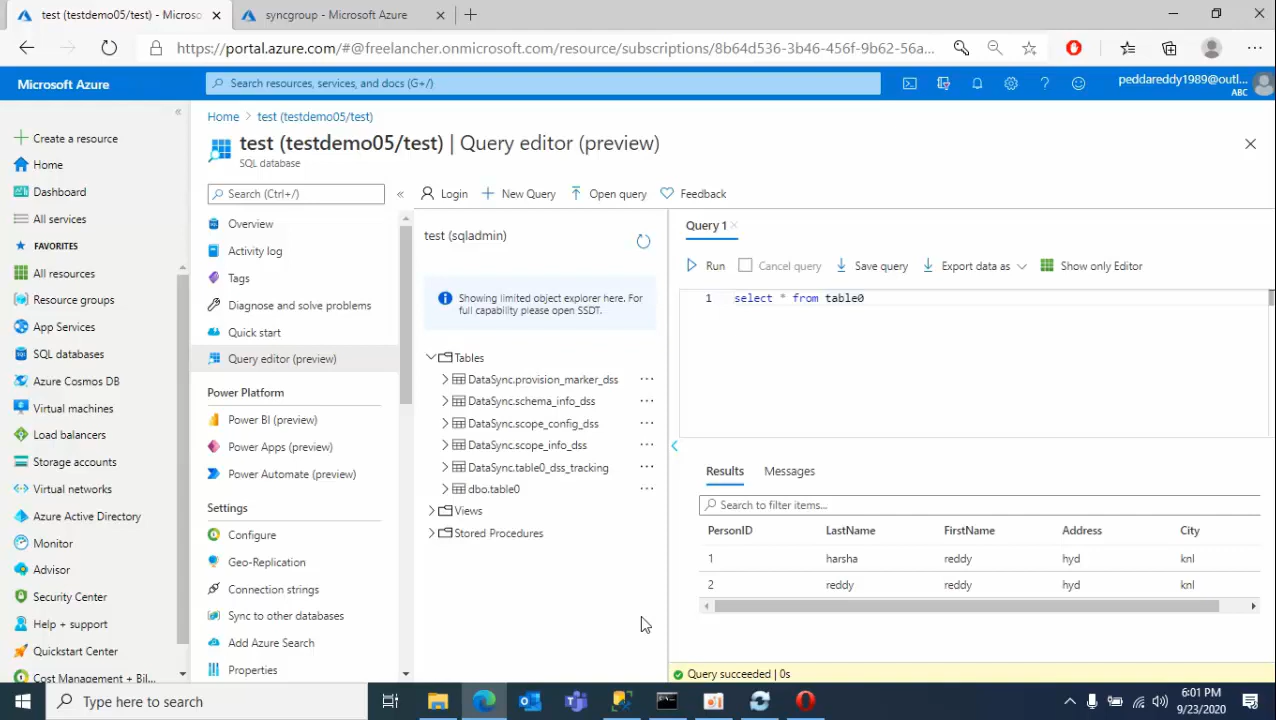 test (testdemo05/test) - Microso
syncgroup - Microsoft Azure
https://portal.azure.com/#@freelancher.onmicrosoft.com/resource/subscriptions/8b64d536-3b46-456f-9b62-56a...
Microsoft Azure
Search resources, services, and docs (G+/)
peddareddy1989@outl...
ABC
Home > test (testdemo05/test)
test (testdemo05/test) | Query editor (preview)
SQL database
Create a resource
Home
Dashboard
All services
FAVORITES
All resources
Resource groups
App Services
SQL databases
Azure Cosmos DB
Virtual machines
Load balancers
Storage accounts
Virtual networks
Azure Active Directory
Monitor
Advisor
Security Center
Help + support
Quickstart Center
Cost Management + Bil...
Search (Ctrl+/)
Overview
Activity log
Tags
Diagnose and solve problems
Quick start
Query editor (preview)
Power Platform
Power BI (preview)
Power Apps (preview)
Power Automate (preview)
Settings
Configure
Geo-Replication
Connection strings
Sync to other databases
Add Azure Search
Properties
Login
New Query
Open query
Feedback
test (sqladmin)
Showing limited object explorer here. For
full capability please open SSDT.
Tables
DataSync.provision_marker_dss
DataSync.schema_info_dss
DataSync.scope_config_dss
DataSync.scope_info_dss
DataSync.table0_dss_tracking
dbo.table0
Views
Stored Procedures
Query 1
Run
Cancel query
Save query
Export data as
Show only Editor
1 select * from table0
Results
Messages
Search to filter items...
PersonID LastName FirstName Address City
1 harsha reddy hyd knl
2 reddy reddy hyd knl
Query succeeded | 0s
Type here to search
6:01 PM
9/23/2020